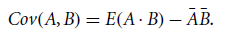 Cov(A, B) = E(A · B) − ĀB̄.